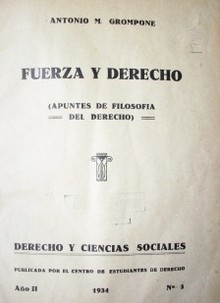 ANTONIO M. GROMPONE
FUERZA Y DERECHO
(APUNTES DE FILOSOFIA
DEL DERECHO)
DERECHO Y CIENCIAS SOCIALES
PUBLICADA POR EL CENTRO DE ESTUDIANTES DE DERECHO
Año II 1934 No. 3